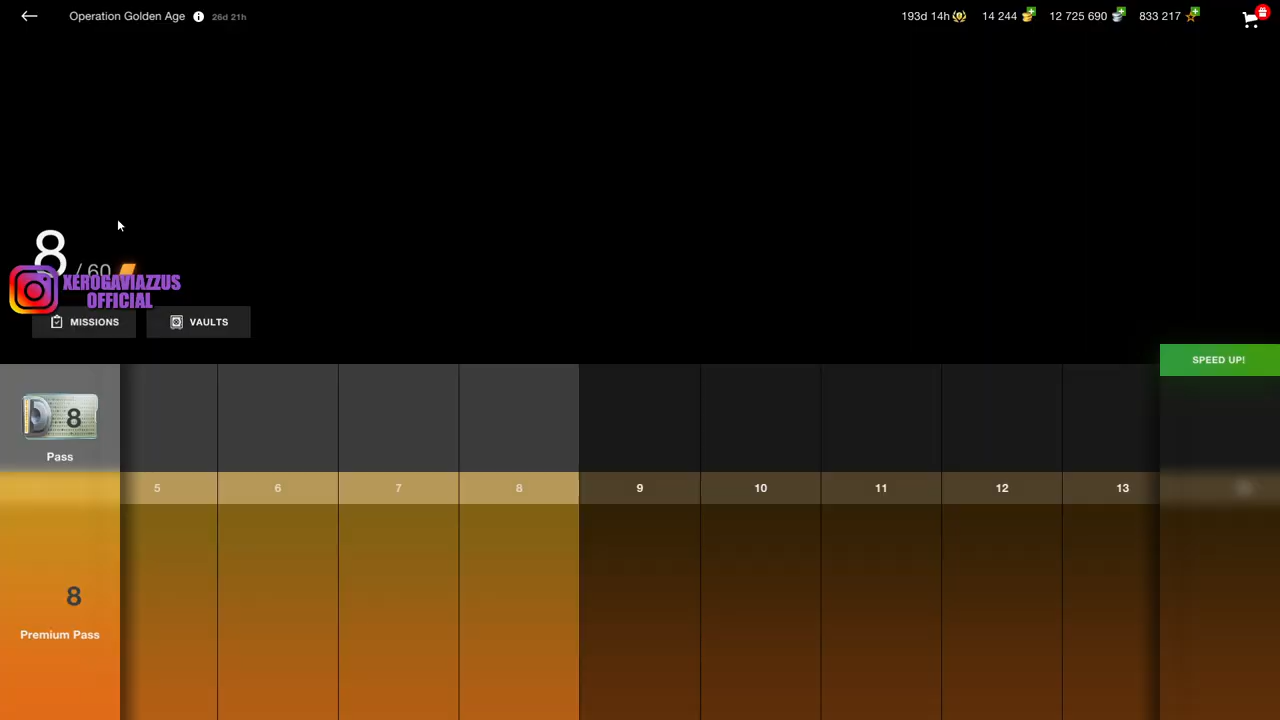 Operation Golden Age 26d 21h
193d 14h 14 244 12 725 690 833 217
8 / 60
XEROGAVIAZZUS
OFFICIAL
MISSIONS VAULTS
SPEED UP!
8
Pass
5 6 7 8 9 10 11 12 13
8
Premium Pass